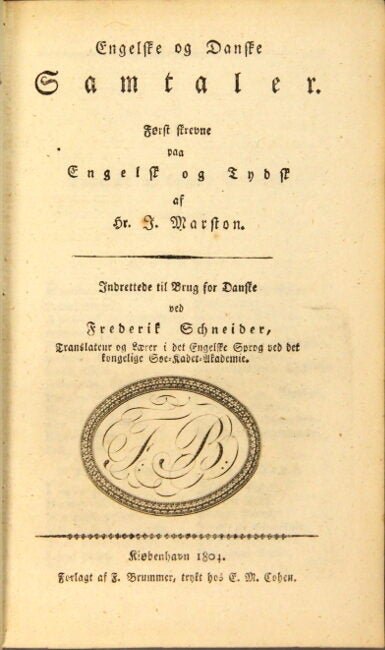 Engelske og Danske
Samtaler.
Først skrevne
paa
Engelsk og Tydsk
af
Hr. J. Marston.
Indrettede til Brug for Danske
ved
Frederik Schneider,
Translateur og Lærer i det Engelske Sprog ved det
kongelige Søe-Kadet-Akademie.
F B.
Kiøbenhavn 1804.
Forlagt af F. Brummer, trykt hos E. M. Cohen.